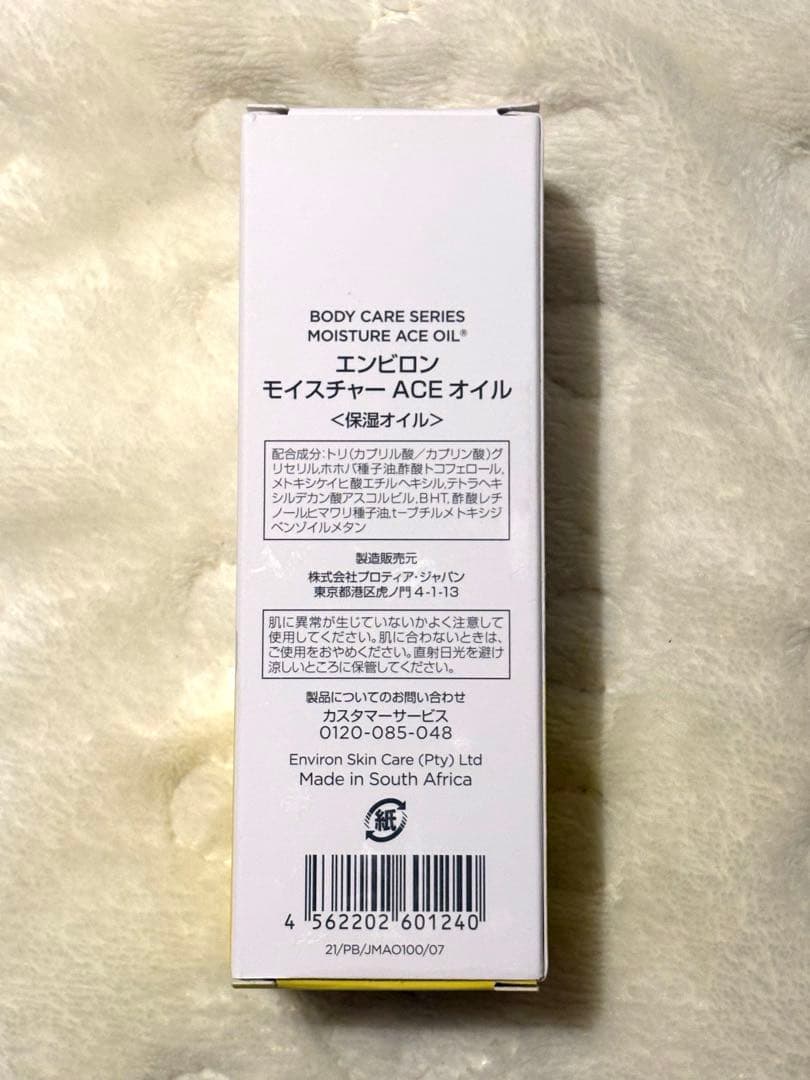 BODY CARE SERIES
MOISTURE ACE OIL®
エンビロン
モイスチャー ACE オイル
＜保湿オイル＞
配合成分：トリ(カプリル酸／カプリン酸)グ
リセリル,ホホバ種子油,酢酸トコフェロール,
メトキシケイヒ酸エチルヘキシル,テトラヘキ
シルデカン酸アスコルビル,BHT,酢酸レチ
ノール,ヒマワリ種子油,t-ブチルメトキシジ
ベンゾイルメタン
製造販売元
株式会社プロティア・ジャパン
東京都港区虎ノ門 4-1-13
肌に異常が生じていないかよく注意して
使用してください。肌に合わないときは、
ご使用をおやめください。直射日光を避け
涼しいところに保管してください。
製品についてのお問い合わせ
カスタマーサービス
0120-085-048
Environ Skin Care (Pty) Ltd
Made in South Africa
紙
4 562202 601240
21/PB/JMAO100/07